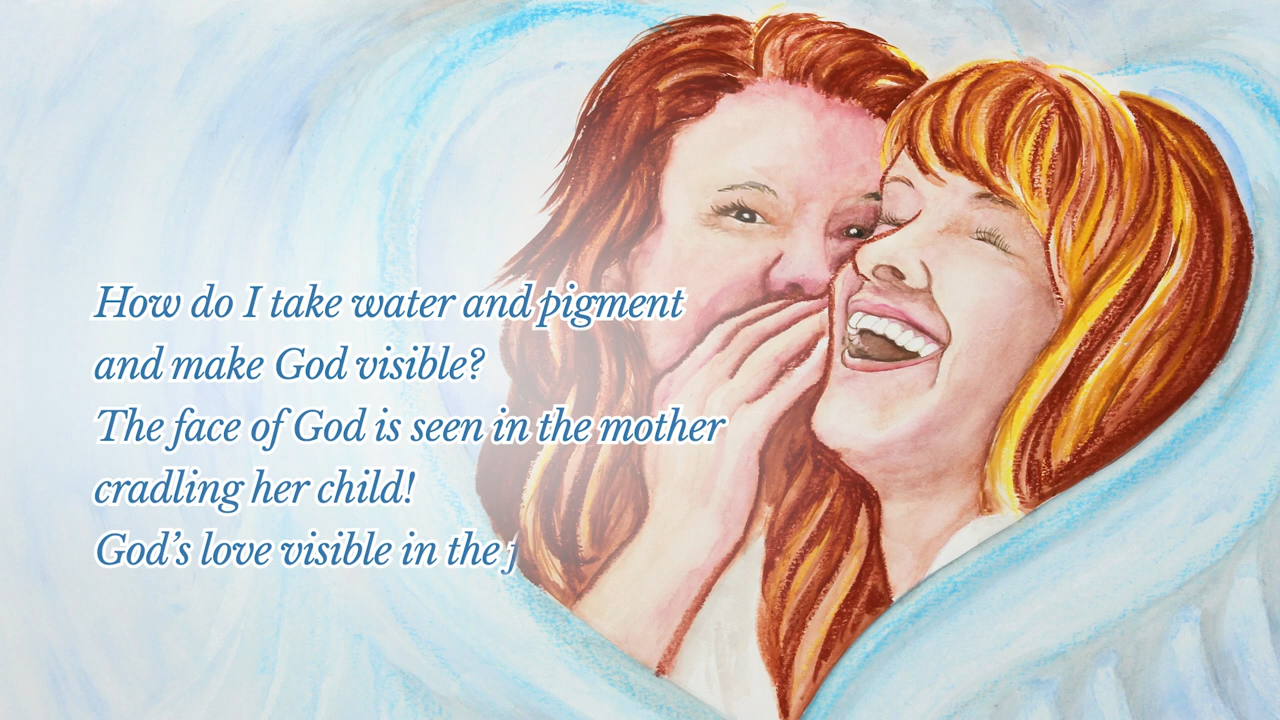 How do I take water and pigment
and make God visible?
The face of God is seen in the mother
cradling her child!
God’s love visible in the